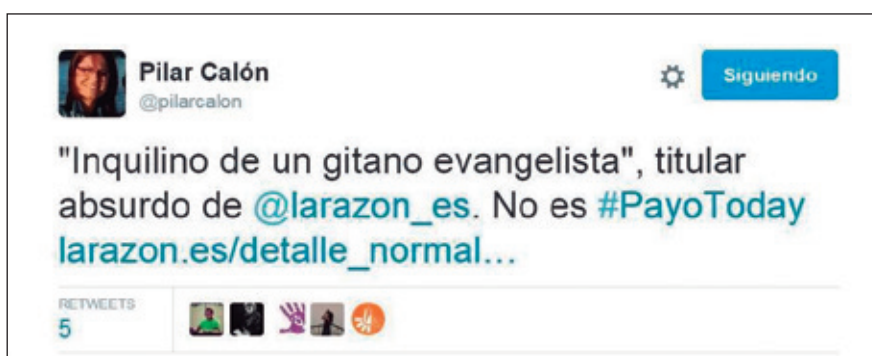 Pilar Calón
@pilarcalon
Siguiendo
"Inquilino de un gitano evangelista", titular
absurdo de @larazon_es. No es #PayoToday
larazon.es/detalle_normal...
RETWEETS
5